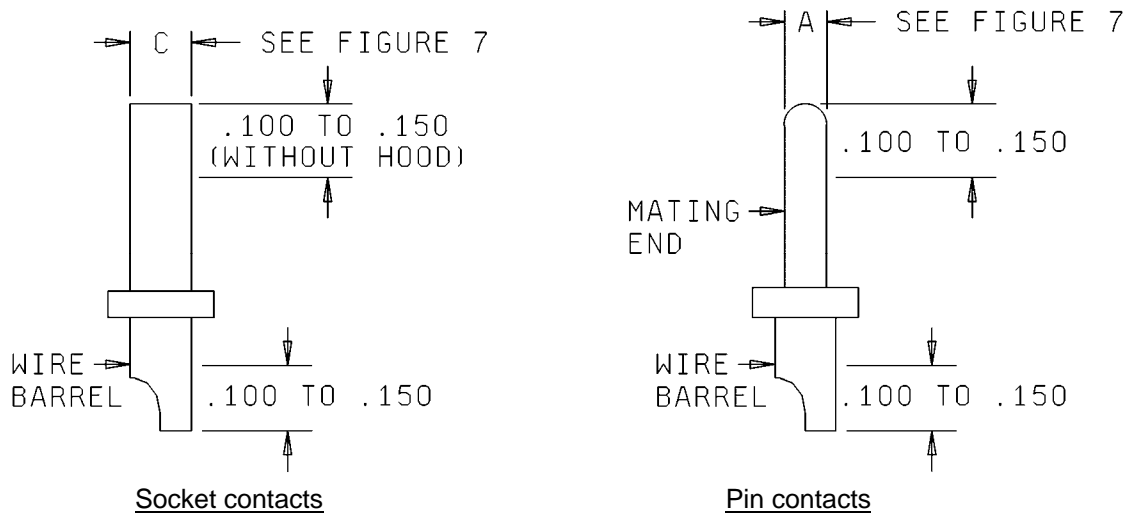 C SEE FIGURE 7
.100 TO .150
(WITHOUT HOOD)
WIRE
BARREL
.100 TO .150
Socket contacts
A SEE FIGURE 7
.100 TO .150
MATING
END
WIRE
BARREL
.100 TO .150
Pin contacts